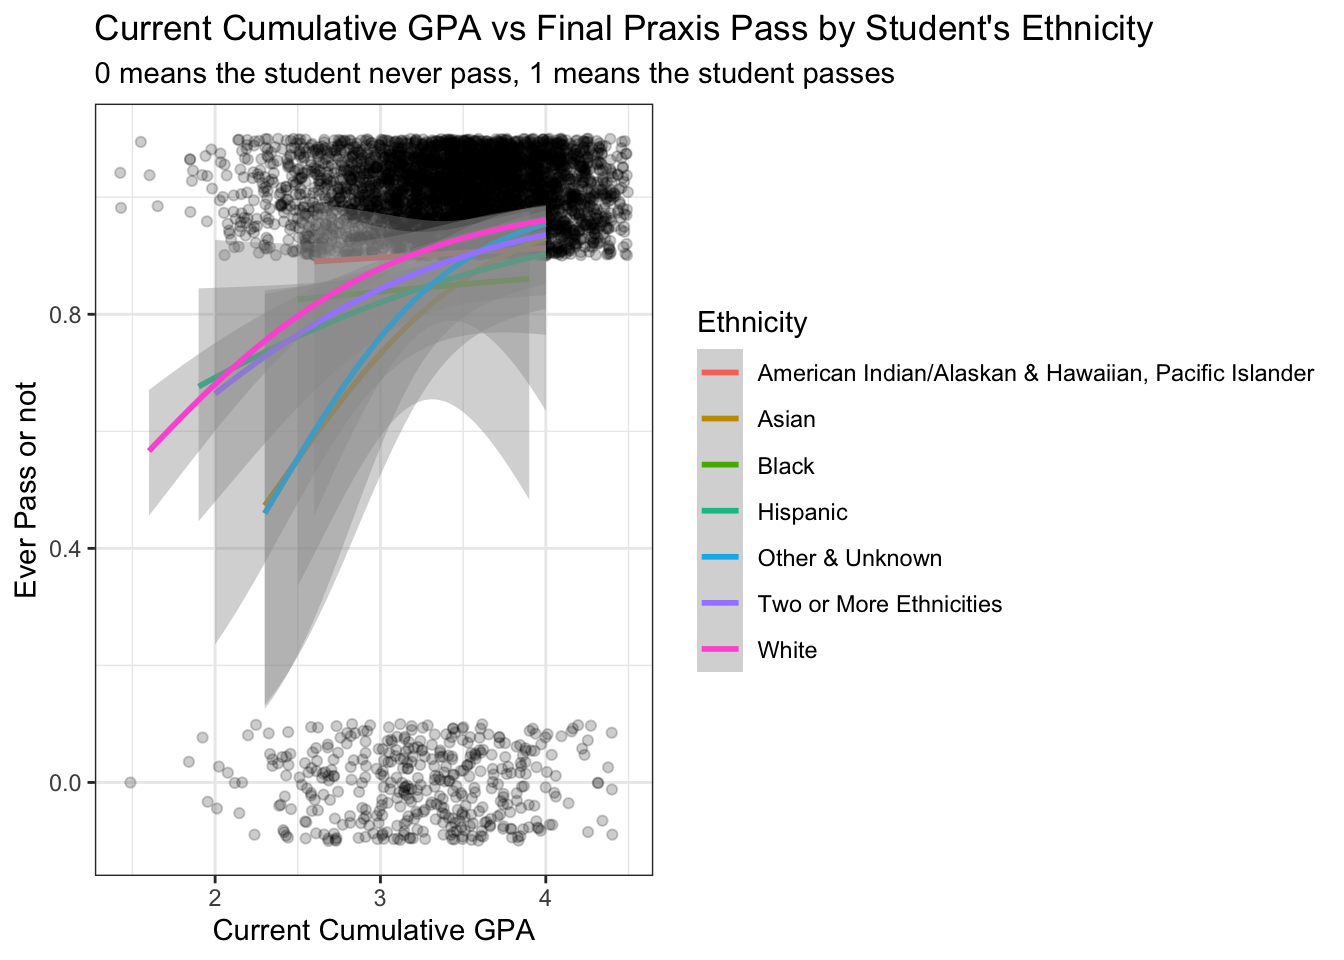 Current Cumulative GPA vs Final Praxis Pass by Student's Ethnicity
0 means the student never pass, 1 means the student passes
Ever Pass or not
0.8
0.4
0.0
2 3 4
Current Cumulative GPA
Ethnicity
American Indian/Alaskan & Hawaiian, Pacific Islander
Asian
Black
Hispanic
Other & Unknown
Two or More Ethnicities
White